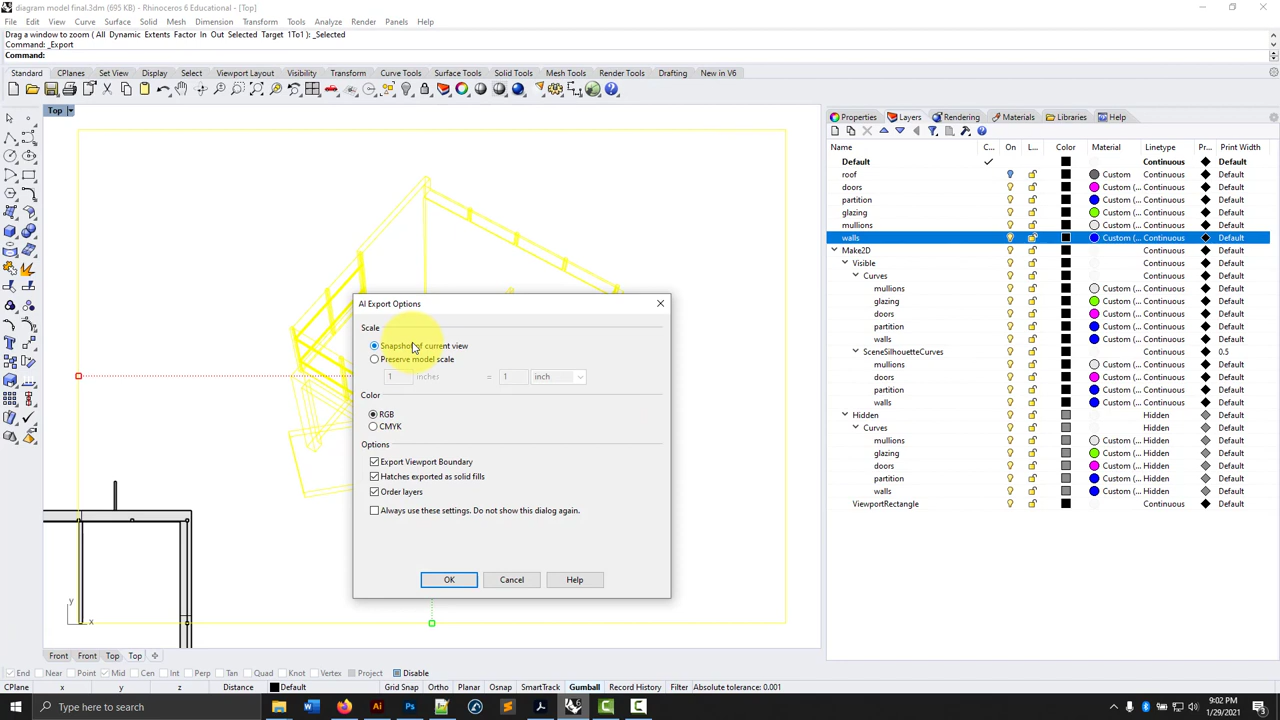 diagram model final.3dm (695 KB) - Rhinoceros 6 Educational - [Top]
File Edit View Curve Surface Solid Mesh Dimension Transform Tools Analyze Render Panels Help
Drag a window to zoom ( All Dynamic Extents Factor In Out Selected Target 1To1 ): _Selected
Command: _Export
Command:
Standard CPlanes Set View Display Select Viewport Layout Visibility Transform Curve Tools Surface Tools Solid Tools Mesh Tools Render Tools Drafting New in V6
Top
Properties Layers Rendering Materials Libraries Help
Name C... On L... Color Material Linetype Pr... Print Width
Default Continuous Default
roof Custom Continuous Default
doors Custom (... Continuous Default
partition Custom (... Continuous Default
glazing Custom (... Continuous Default
mullions Custom (... Continuous Default
walls Custom (... Continuous Default
Make2D Continuous Default
Visible Continuous Default
Curves Continuous Default
mullions Custom (... Continuous Default
glazing Custom (... Continuous Default
doors Custom (... Continuous Default
partition Custom (... Continuous Default
walls Custom (... Continuous Default
SceneSilhouetteCurves Continuous 0.5
mullions Custom (... Continuous Default
doors Custom (... Continuous Default
partition Custom (... Continuous Default
walls Custom (... Continuous Default
Hidden Hidden Default
Curves Hidden Default
mullions Custom (... Hidden Default
glazing Custom (... Hidden Default
doors Custom (... Hidden Default
partition Custom (... Hidden Default
walls Custom (... Hidden Default
ViewportRectangle Continuous Default
AI Export Options
Scale
Snapshot of current view
Preserve model scale
1 inches = 1 inch
Color
RGB
CMYK
Options
Export Viewport Boundary
Hatches exported as solid fills
Order layers
Always use these settings. Do not show this dialog again.
OK Cancel Help
y
x
Front Front Top Top
End Near Point Mid Cen Int Perp Tan Quad Knot Vertex Project Disable
CPlane x y z Distance Default Grid Snap Ortho Planar Osnap SmartTrack Gumball Record History Filter Absolute tolerance: 0.001
Type here to search
9:02 PM
1/29/2021